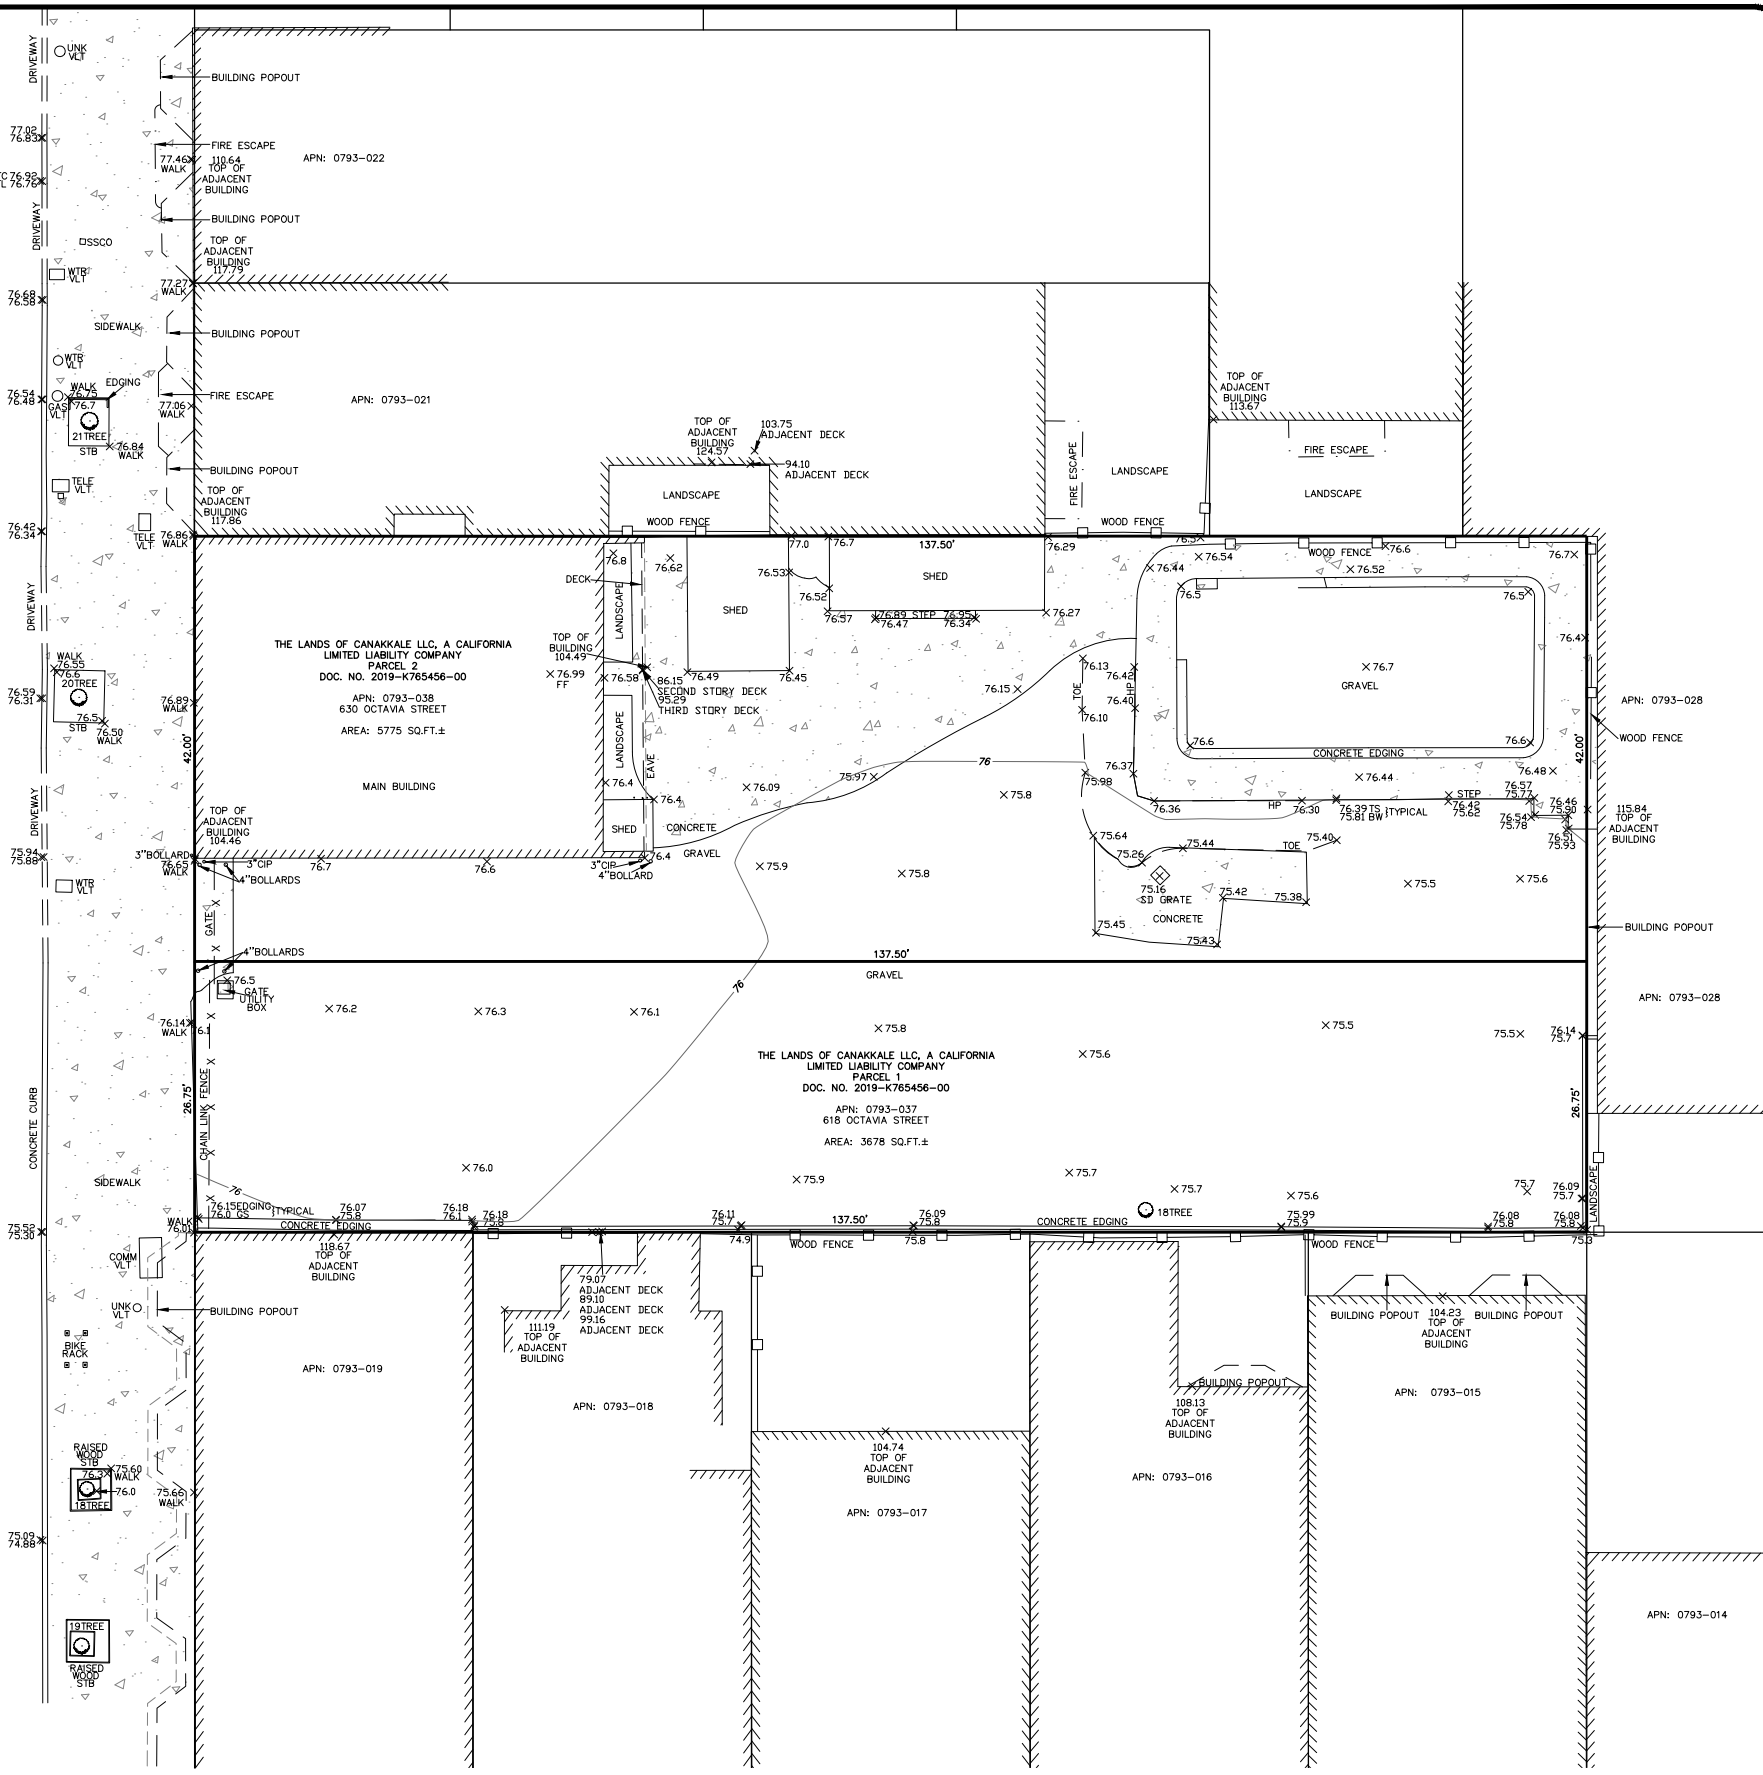 DRIVEWAY
UNK
VLT
BUILDING POPOUT
77.02
76.83
FIRE ESCAPE
APN: 0793-022
77.46
WALK
110.64
TOP OF
ADJACENT
BUILDING
76.92
76.76
DRIVEWAY
BUILDING POPOUT
SSCO
TOP OF
ADJACENT
BUILDING
117.79
WTR
VLT
77.27
WALK
76.58
SIDEWALK
BUILDING POPOUT
WTR
VLT
EDGING
WALK
76.75
76.54
76.48
GAS
VLT
76.7
21TREE
STB
76.84
WALK
FIRE ESCAPE
77.06
WALK
APN: 0793-021
TOP OF
ADJACENT
BUILDING
113.67
TOP OF
ADJACENT
BUILDING
124.57
103.75
ADJACENT DECK
94.10
ADJACENT DECK
BUILDING POPOUT
TELE
VLT
TOP OF
ADJACENT
BUILDING
117.86
LANDSCAPE
WOOD FENCE
FIRE ESCAPE
LANDSCAPE
WOOD FENCE
FIRE ESCAPE
LANDSCAPE
76.42
76.34
TELE
VLT
76.86
WALK
77.0
76.7
137.50'
76.29
76.5
WOOD FENCE
76.6
76.7
76.8
76.62
76.53
SHED
76.54
76.44
76.52
DECK
LANDSCAPE
SHED
76.52
76.57
76.89 STEP 76.95
76.47
76.34
76.27
76.5
76.5
76.4
DRIVEWAY
THE LANDS OF CANAKKALE LLC, A CALIFORNIA
LIMITED LIABILITY COMPANY
PARCEL 2
DOC. NO. 2019-K765456-00
APN: 0793-038
630 OCTAVIA STREET
AREA: 5775 SQ.FT.±
MAIN BUILDING
TOP OF
BUILDING
104.49
76.99
FF
76.58
86.15
SECOND STORY DECK
95.29
THIRD STORY DECK
76.49
76.45
76.15
76.13
76.42
TOE
HP
76.40
76.10
76.7
GRAVEL
APN: 0793-028
WOOD FENCE
WALK
76.55
76.6
20TREE
76.59
76.31
STB
76.5
76.50
WALK
76.89
WALK
42.00'
LANDSCAPE
EAVE
76
76.6
76.6
CONCRETE EDGING
42.00'
76.4
76.09
75.97
75.8
76.37
75.98
76.44
76.48
DRIVEWAY
TOP OF
ADJACENT
BUILDING
104.46
SHED
76.4
CONCRETE
GRAVEL
76.36
HP
76.30
76.39 TS
75.81 BW
}TYPICAL
STEP
76.42
75.62
76.57
75.77
76.54
75.78
76.46
75.90
76.51
75.93
115.84
TOP OF
ADJACENT
BUILDING
75.94
75.88
3"BOLLARD
76.65
WALK
3"CIP
4"BOLLARDS
76.7
76.6
3"CIP
76.4
4"BOLLARD
75.9
75.8
75.64
75.26
75.44
75.40
TOE
75.16
SD GRATE
CONCRETE
75.42
75.38
75.45
75.43
75.5
75.6
WTR
VLT
GATE
4"BOLLARDS
BUILDING POPOUT
137.50'
GRAVEL
76.5
GATE
UTILITY
BOX
76
76.14
WALK
76.1
76.2
76.3
76.1
75.8
75.6
75.5
75.5
76.14
75.7
APN: 0793-028
THE LANDS OF CANAKKALE LLC, A CALIFORNIA
LIMITED LIABILITY COMPANY
PARCEL 1
DOC. NO. 2019-K765456-00
APN: 0793-037
618 OCTAVIA STREET
AREA: 3678 SQ.FT.±
CONCRETE CURB
26.75'
CHAIN LINK FENCE
26.75'
SIDEWALK
76
76.0
75.9
75.7
75.7
75.6
75.7
76.09
75.7
LANDSCAPE
18TREE
WALK
76.01
76.15EDGING
76.0 GS
}TYPICAL
76.07
75.8
CONCRETE EDGING
76.18
76.1
76.18
75.8
76.11
75.7
137.50'
76.09
75.8
CONCRETE EDGING
75.99
75.9
76.08
75.8
76.08
75.8
75.52
75.30
74.9
WOOD FENCE
75.8
WOOD FENCE
75.3
COMM
VLT
118.67
TOP OF
ADJACENT
BUILDING
79.07
ADJACENT DECK
89.10
ADJACENT DECK
99.16
ADJACENT DECK
UNK
VLT
BUILDING POPOUT
111.19
TOP OF
ADJACENT
BUILDING
BUILDING POPOUT
104.23
TOP OF
ADJACENT
BUILDING
BUILDING POPOUT
BIKE
RACK
APN: 0793-019
APN: 0793-018
BUILDING POPOUT
108.13
TOP OF
ADJACENT
BUILDING
APN: 0793-015
104.74
TOP OF
ADJACENT
BUILDING
APN: 0793-017
APN: 0793-016
RAISED
WOOD
STB
75.60
WALK
76.3
76.0
18TREE
75.66
WALK
75.09
74.88
19TREE
RAISED
WOOD
STB
APN: 0793-014